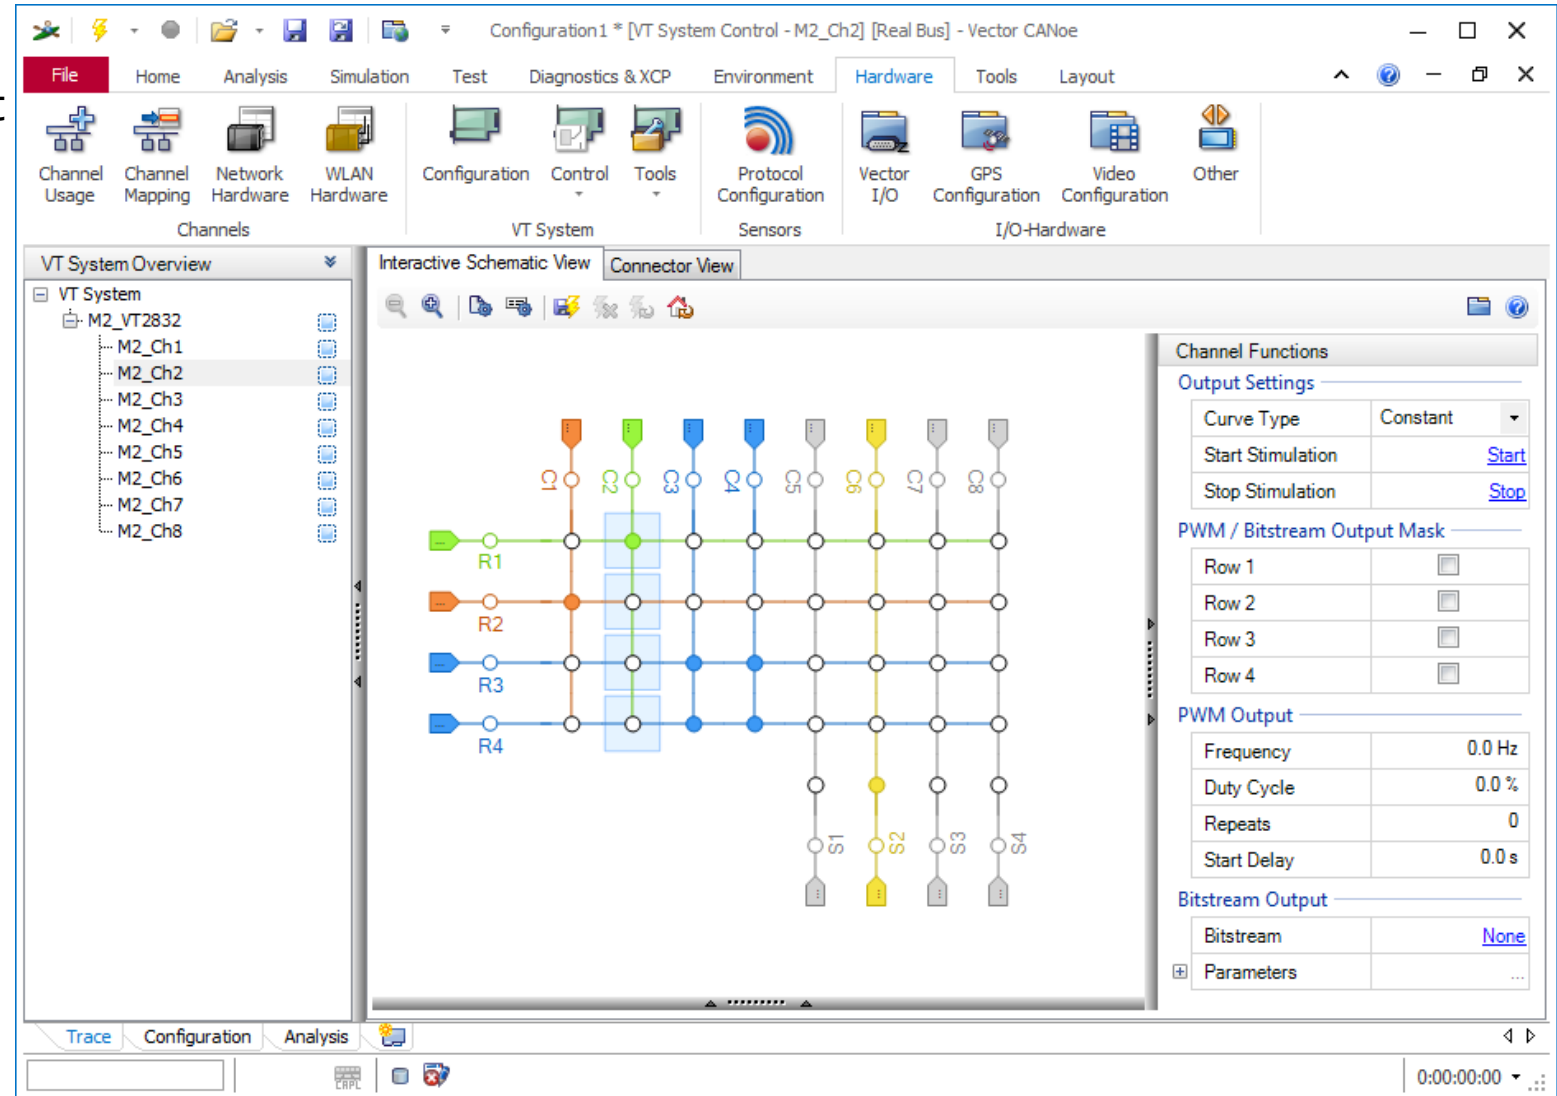 Configuration1 * [VT System Control - M2_Ch2] [Real Bus] - Vector CANoe
File Home Analysis Simulation Test Diagnostics & XCP Environment Hardware Tools Layout
t
Channel Usage
Channel Mapping
Network Hardware
WLAN Hardware
Channels
Configuration
Control
Tools
VT System
Protocol Configuration
Sensors
Vector I/O
GPS Configuration
Video Configuration
Other
I/O-Hardware
VT System Overview
VT System
M2_VT2832
M2_Ch1
M2_Ch2
M2_Ch3
M2_Ch4
M2_Ch5
M2_Ch6
M2_Ch7
M2_Ch8
Interactive Schematic View Connector View
C1 C2 C3 C4 C5 C6 C7 C8
R1
R2
R3
R4
S1 S2 S3 S4
Channel Functions
Output Settings
Curve Type Constant
Start Stimulation Start
Stop Stimulation Stop
PWM / Bitstream Output Mask
Row 1
Row 2
Row 3
Row 4
PWM Output
Frequency 0.0 Hz
Duty Cycle 0.0 %
Repeats 0
Start Delay 0.0 s
Bitstream Output
Bitstream None
Parameters ...
Trace Configuration Analysis
CAPL
0:00:00:00